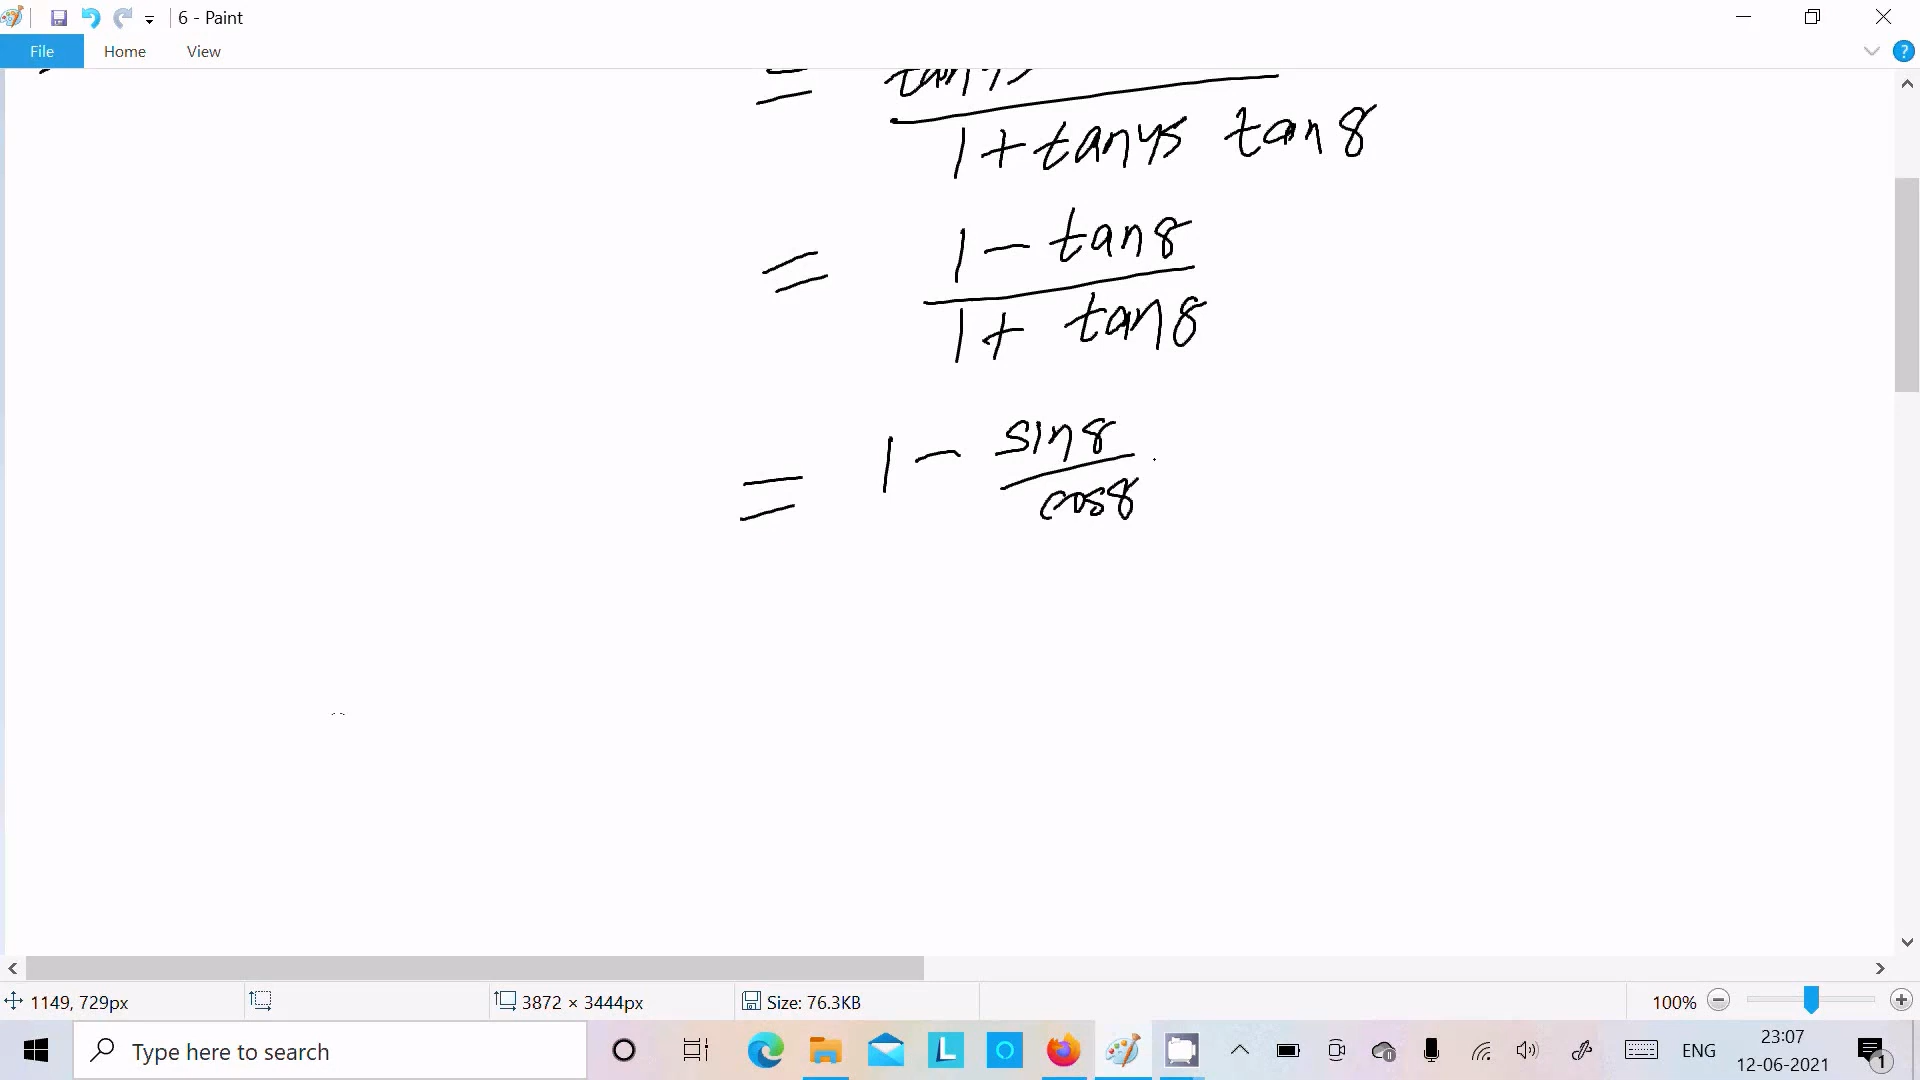 6 - Paint
File Home View
=
1 + tan45 tan8
= 1 - tan8
1 + tan8
= 1 - sin8
cos8
1149, 729px 3872 × 3444px Size: 76.3KB 100%
Type here to search
ENG
23:07
12-06-2021
1